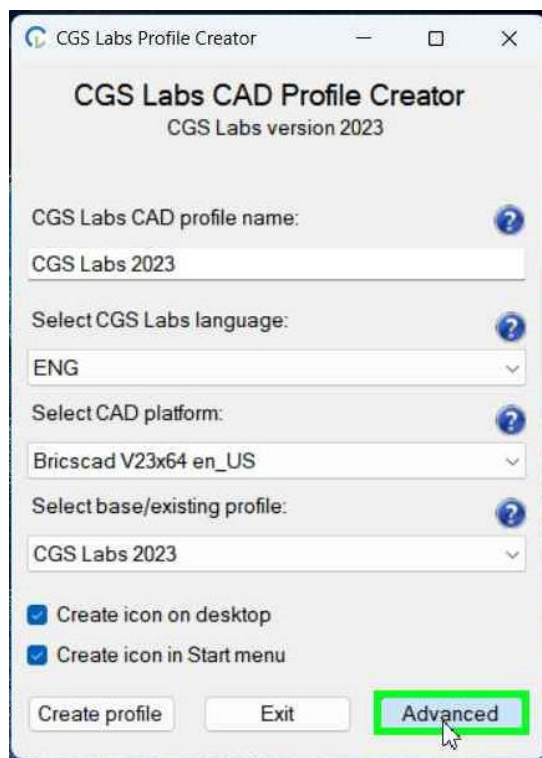 CGS Labs Profile Creator
CGS Labs CAD Profile Creator
CGS Labs version 2023
CGS Labs CAD profile name:
CGS Labs 2023
Select CGS Labs language:
ENG
Select CAD platform:
Bricscad V23x64 en_US
Select base/existing profile:
CGS Labs 2023
Create icon on desktop
Create icon in Start menu
Create profile Exit Advanced